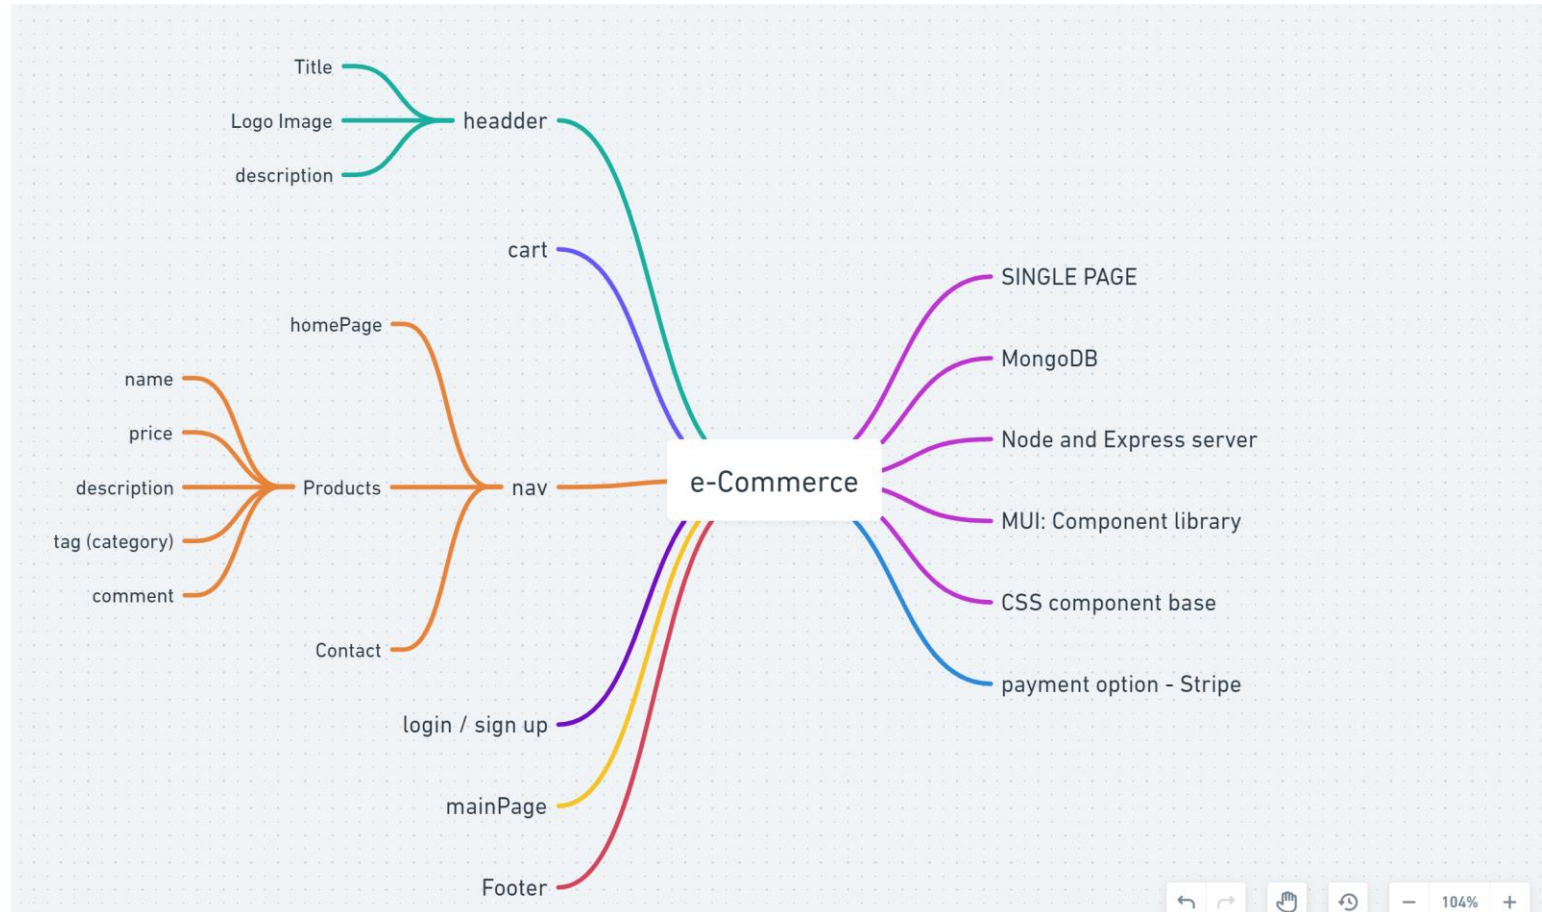 Title
Logo Image
description
headder
cart
homePage
name
price
description
tag (category)
comment
Products
nav
Contact
login / sign up
mainPage
Footer
e-Commerce
SINGLE PAGE
MongoDB
Node and Express server
MUI: Component library
CSS component base
payment option - Stripe
104%